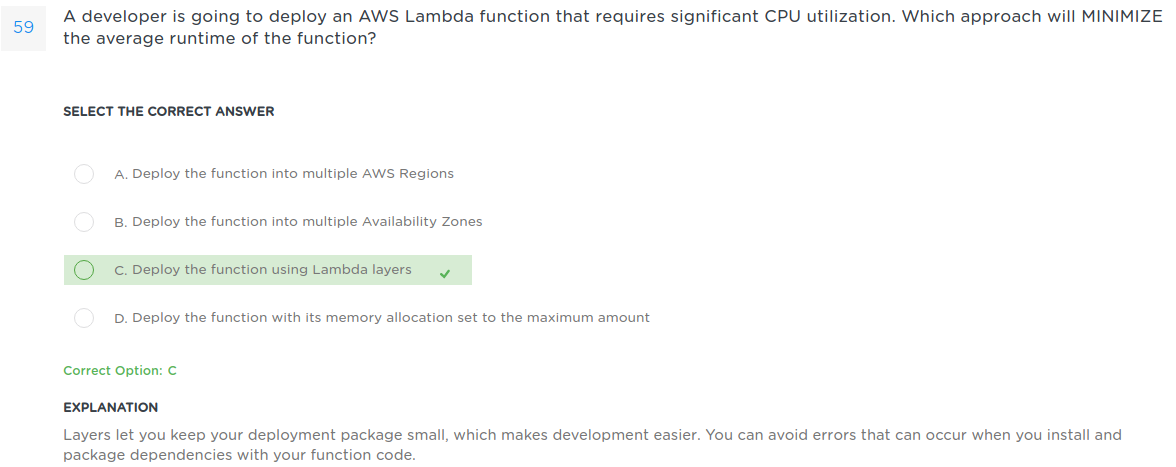 59
A developer is going to deploy an AWS Lambda function that requires significant CPU utilization. Which approach will MINIMIZE
the average runtime of the function?
SELECT THE CORRECT ANSWER
A. Deploy the function into multiple AWS Regions
B. Deploy the function into multiple Availability Zones
C. Deploy the function using Lambda layers
D. Deploy the function with its memory allocation set to the maximum amount
Correct Option: C
EXPLANATION
Layers let you keep your deployment package small, which makes development easier. You can avoid errors that can occur when you install and
package dependencies with your function code.